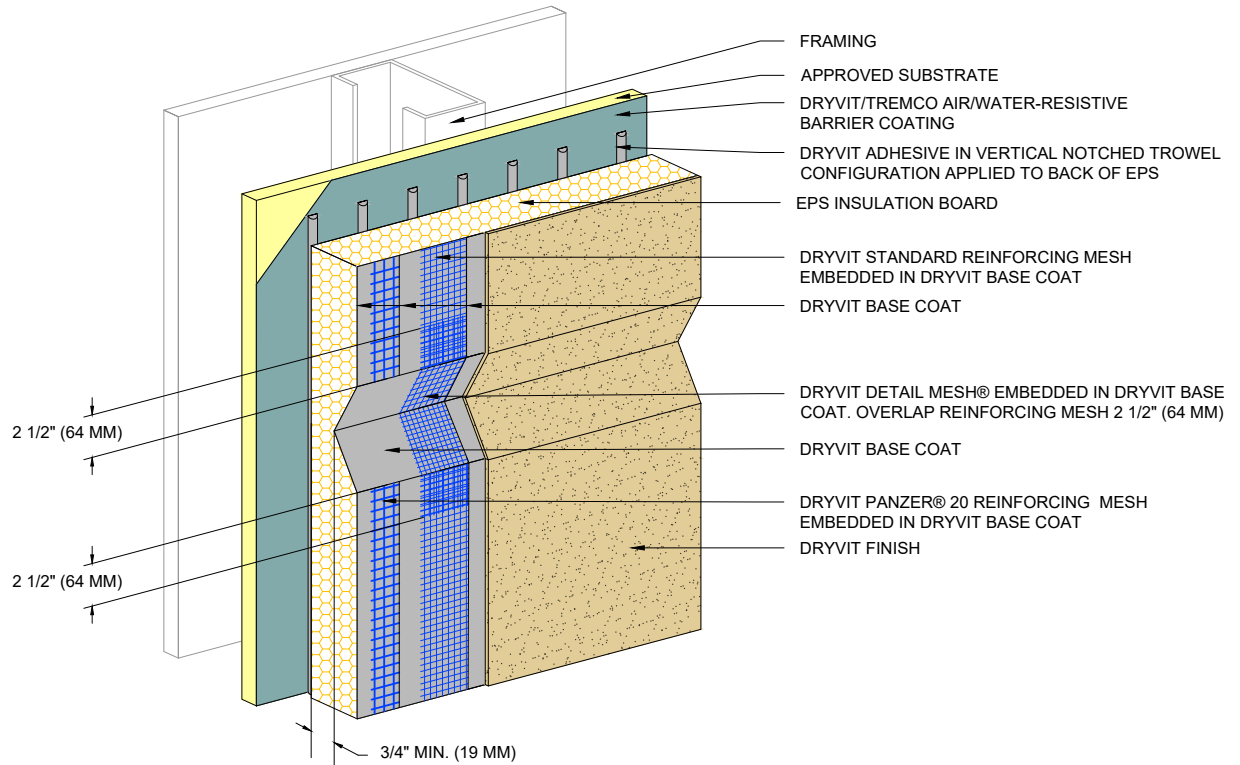 FRAMING
APPROVED SUBSTRATE
DRYVIT/TREMCO AIR/WATER-RESISTIVE
BARRIER COATING
DRYVIT ADHESIVE IN VERTICAL NOTCHED TROWEL
CONFIGURATION APPLIED TO BACK OF EPS
EPS INSULATION BOARD
DRYVIT STANDARD REINFORCING MESH
EMBEDDED IN DRYVIT BASE COAT
DRYVIT BASE COAT
DRYVIT DETAIL MESH® EMBEDDED IN DRYVIT BASE
COAT. OVERLAP REINFORCING MESH 2 1/2" (64 MM)
DRYVIT BASE COAT
DRYVIT PANZER® 20 REINFORCING MESH
EMBEDDED IN DRYVIT BASE COAT
DRYVIT FINISH
2 1/2" (64 MM)
2 1/2" (64 MM)
3/4" MIN. (19 MM)